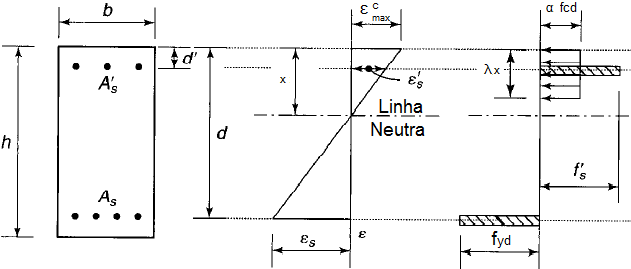 b
ε c max
α fcd
d'
A's
x
ε's
λx
h
d
Linha
Neutra
f's
As
εs
ε
fyd